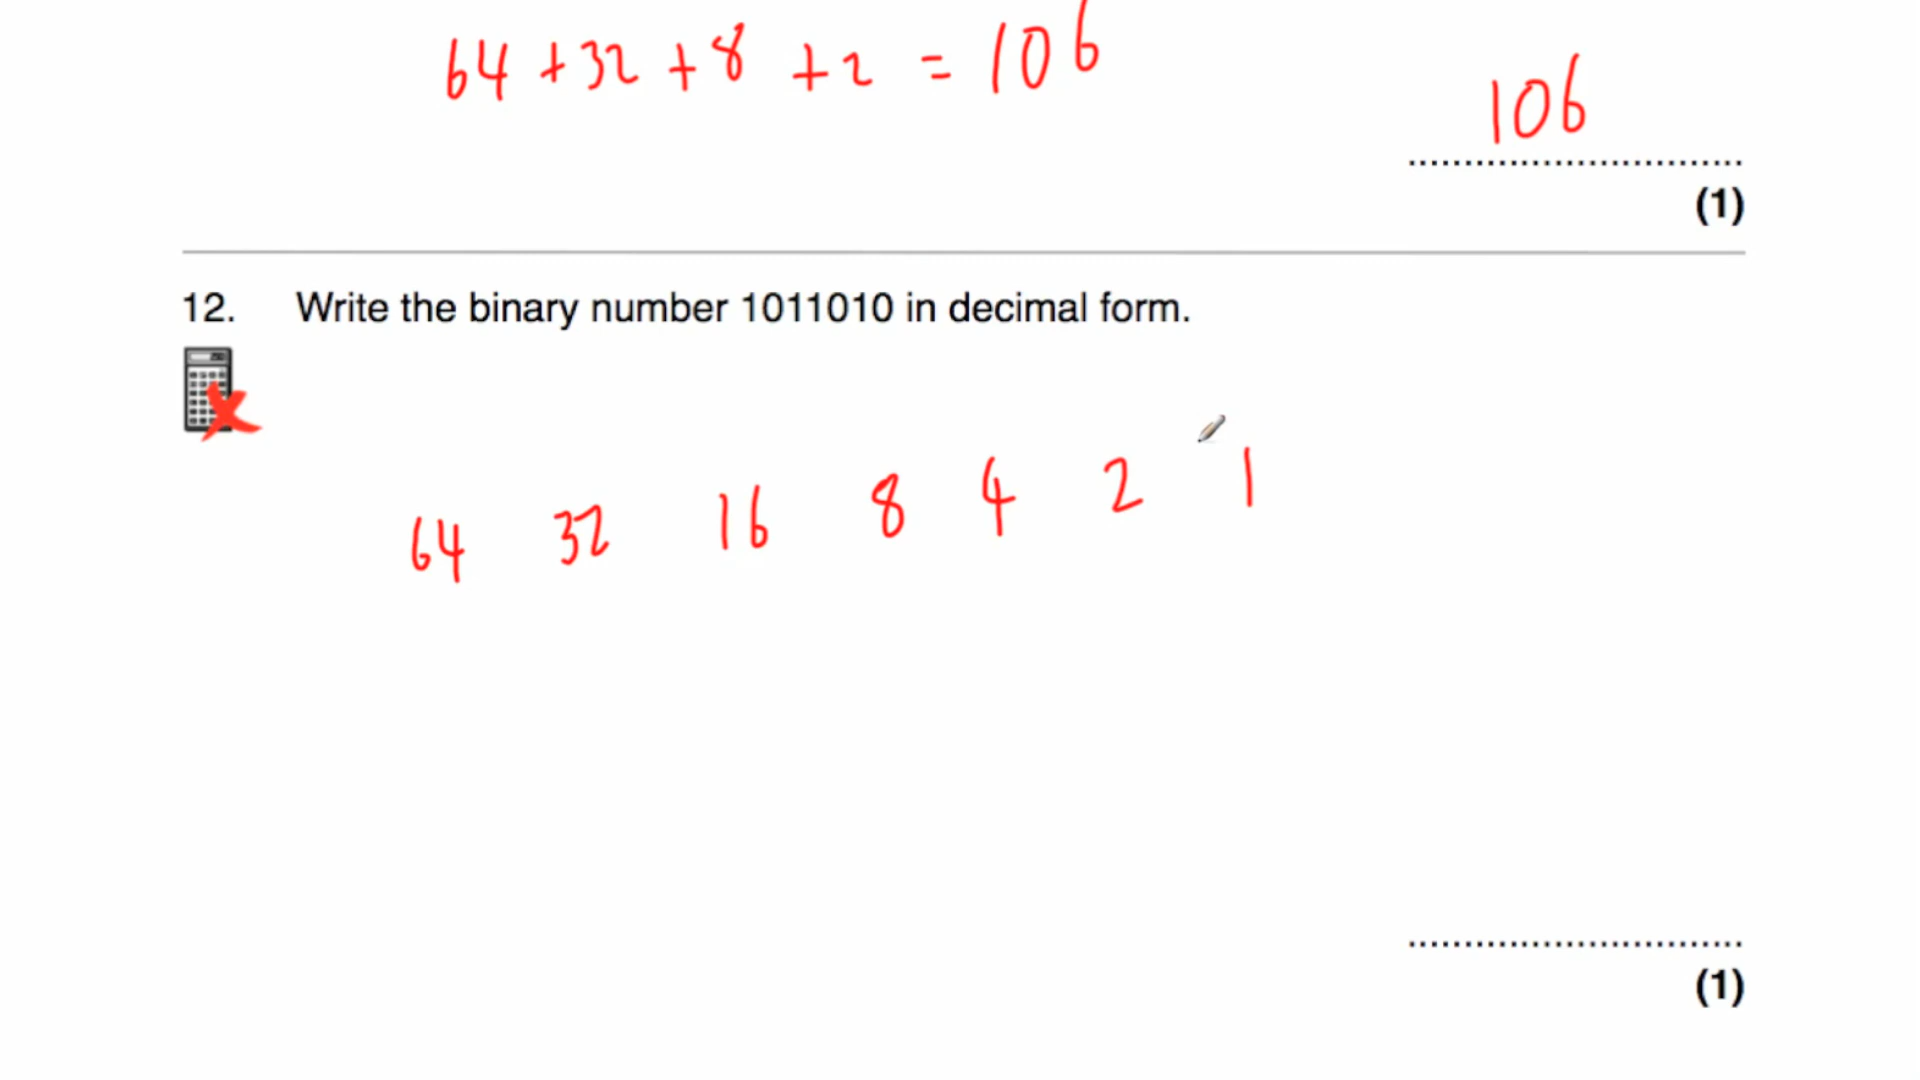 64 + 32 + 8 + 2 = 106
106
..............................
(1)
12. Write the binary number 1011010 in decimal form.
64 32 16 8 4 2 1
..............................
(1)